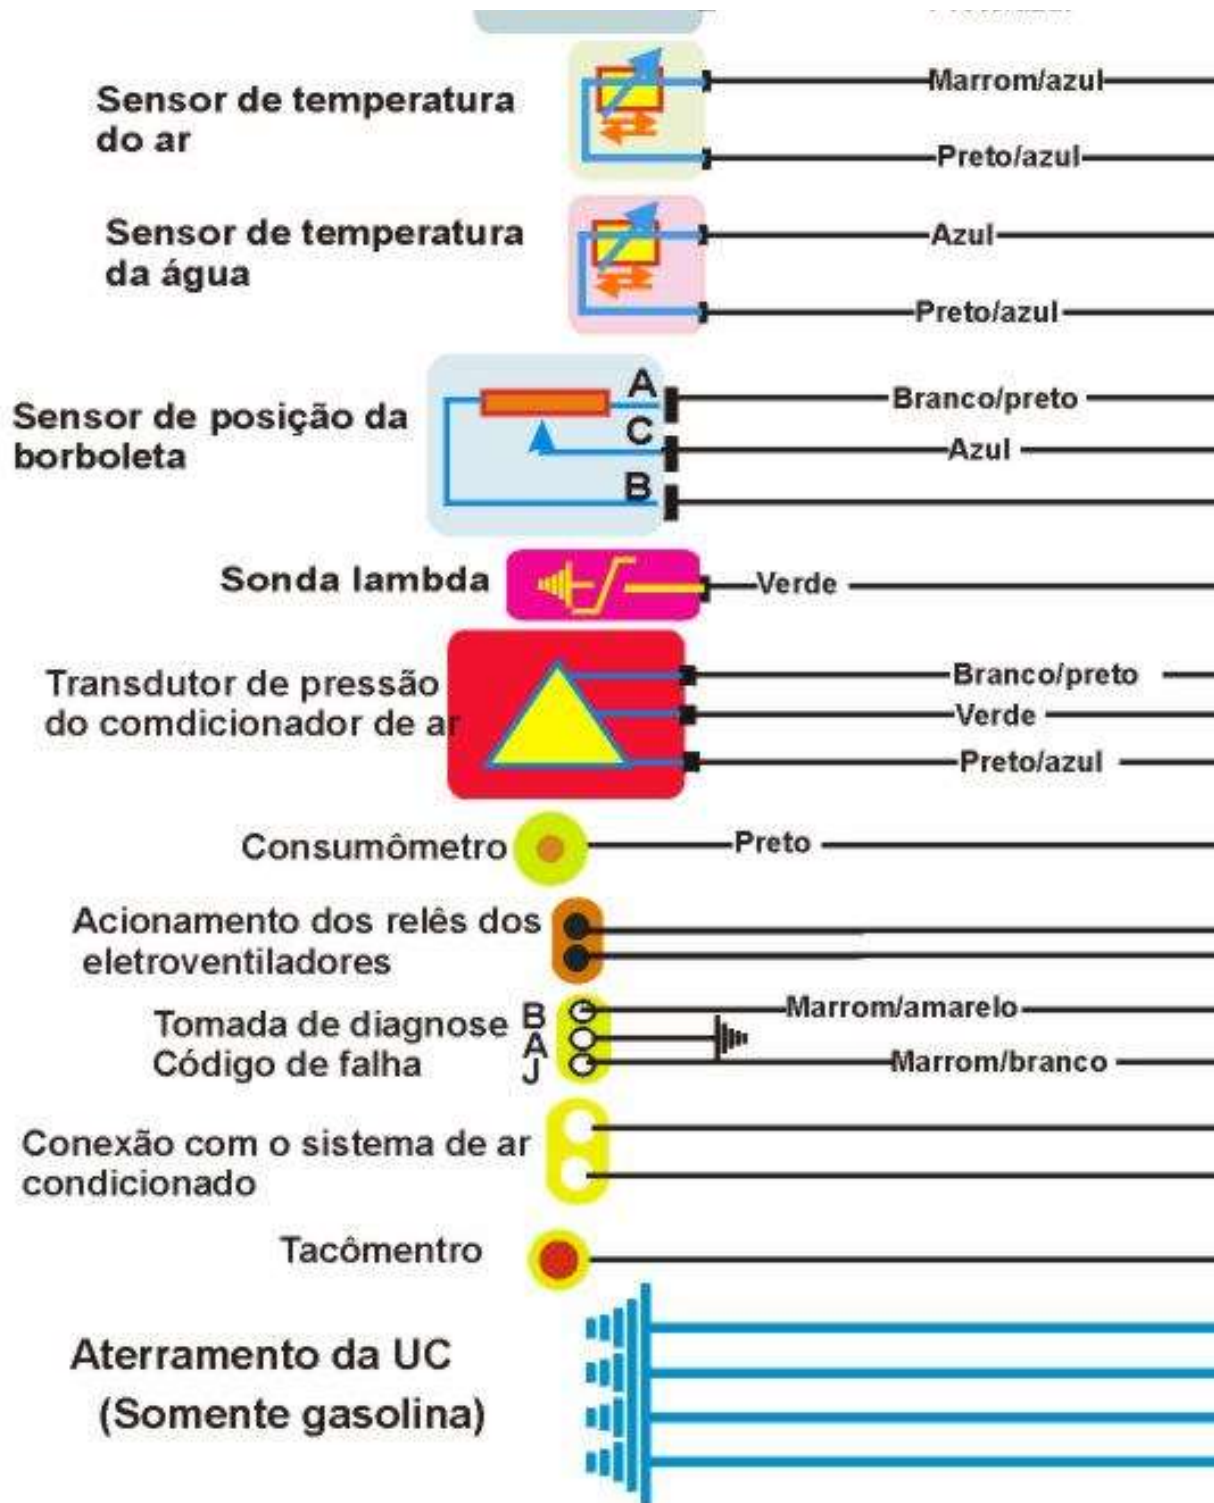 Marrom/azul
Sensor de temperatura
do ar
Preto/azul
Sensor de temperatura
da água
Azul
Preto/azul
Sensor de posição da
borboleta
A
Branco/preto
C
Azul
B
Sonda lambda
Verde
Transdutor de pressão
do comdicionador de ar
Branco/preto
Verde
Preto/azul
Consumômetro
Preto
Acionamento dos relês dos
eletroventiladores
Tomada de diagnose
Código de falha
B
A
J
Marrom/amarelo
Marrom/branco
Conexão com o sistema de ar
condicionado
Tacômentro
Aterramento da UC
(Somente gasolina)